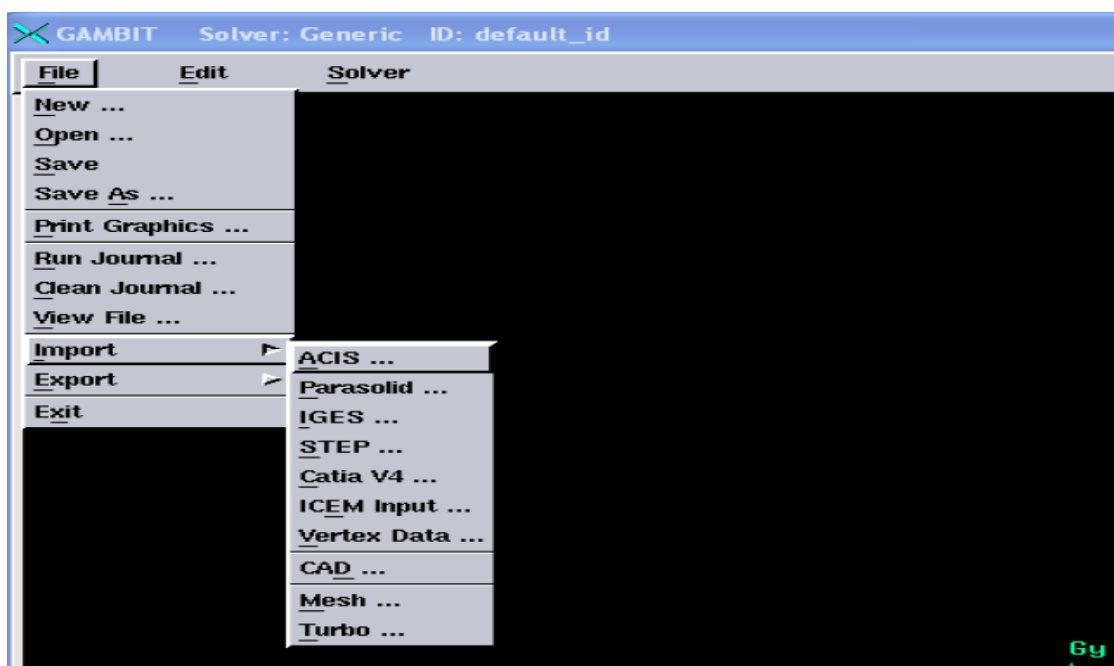 GAMBIT Solver: Generic ID: default_id
File Edit Solver
New ...
Open ...
Save
Save As ...
Print Graphics ...
Run Journal ...
Clean Journal ...
View File ...
Import
Export
Exit
ACIS ...
Parasolid ...
IGES ...
STEP ...
Catia V4 ...
ICEM Input ...
Vertex Data ...
CAD ...
Mesh ...
Turbo ...
Gy